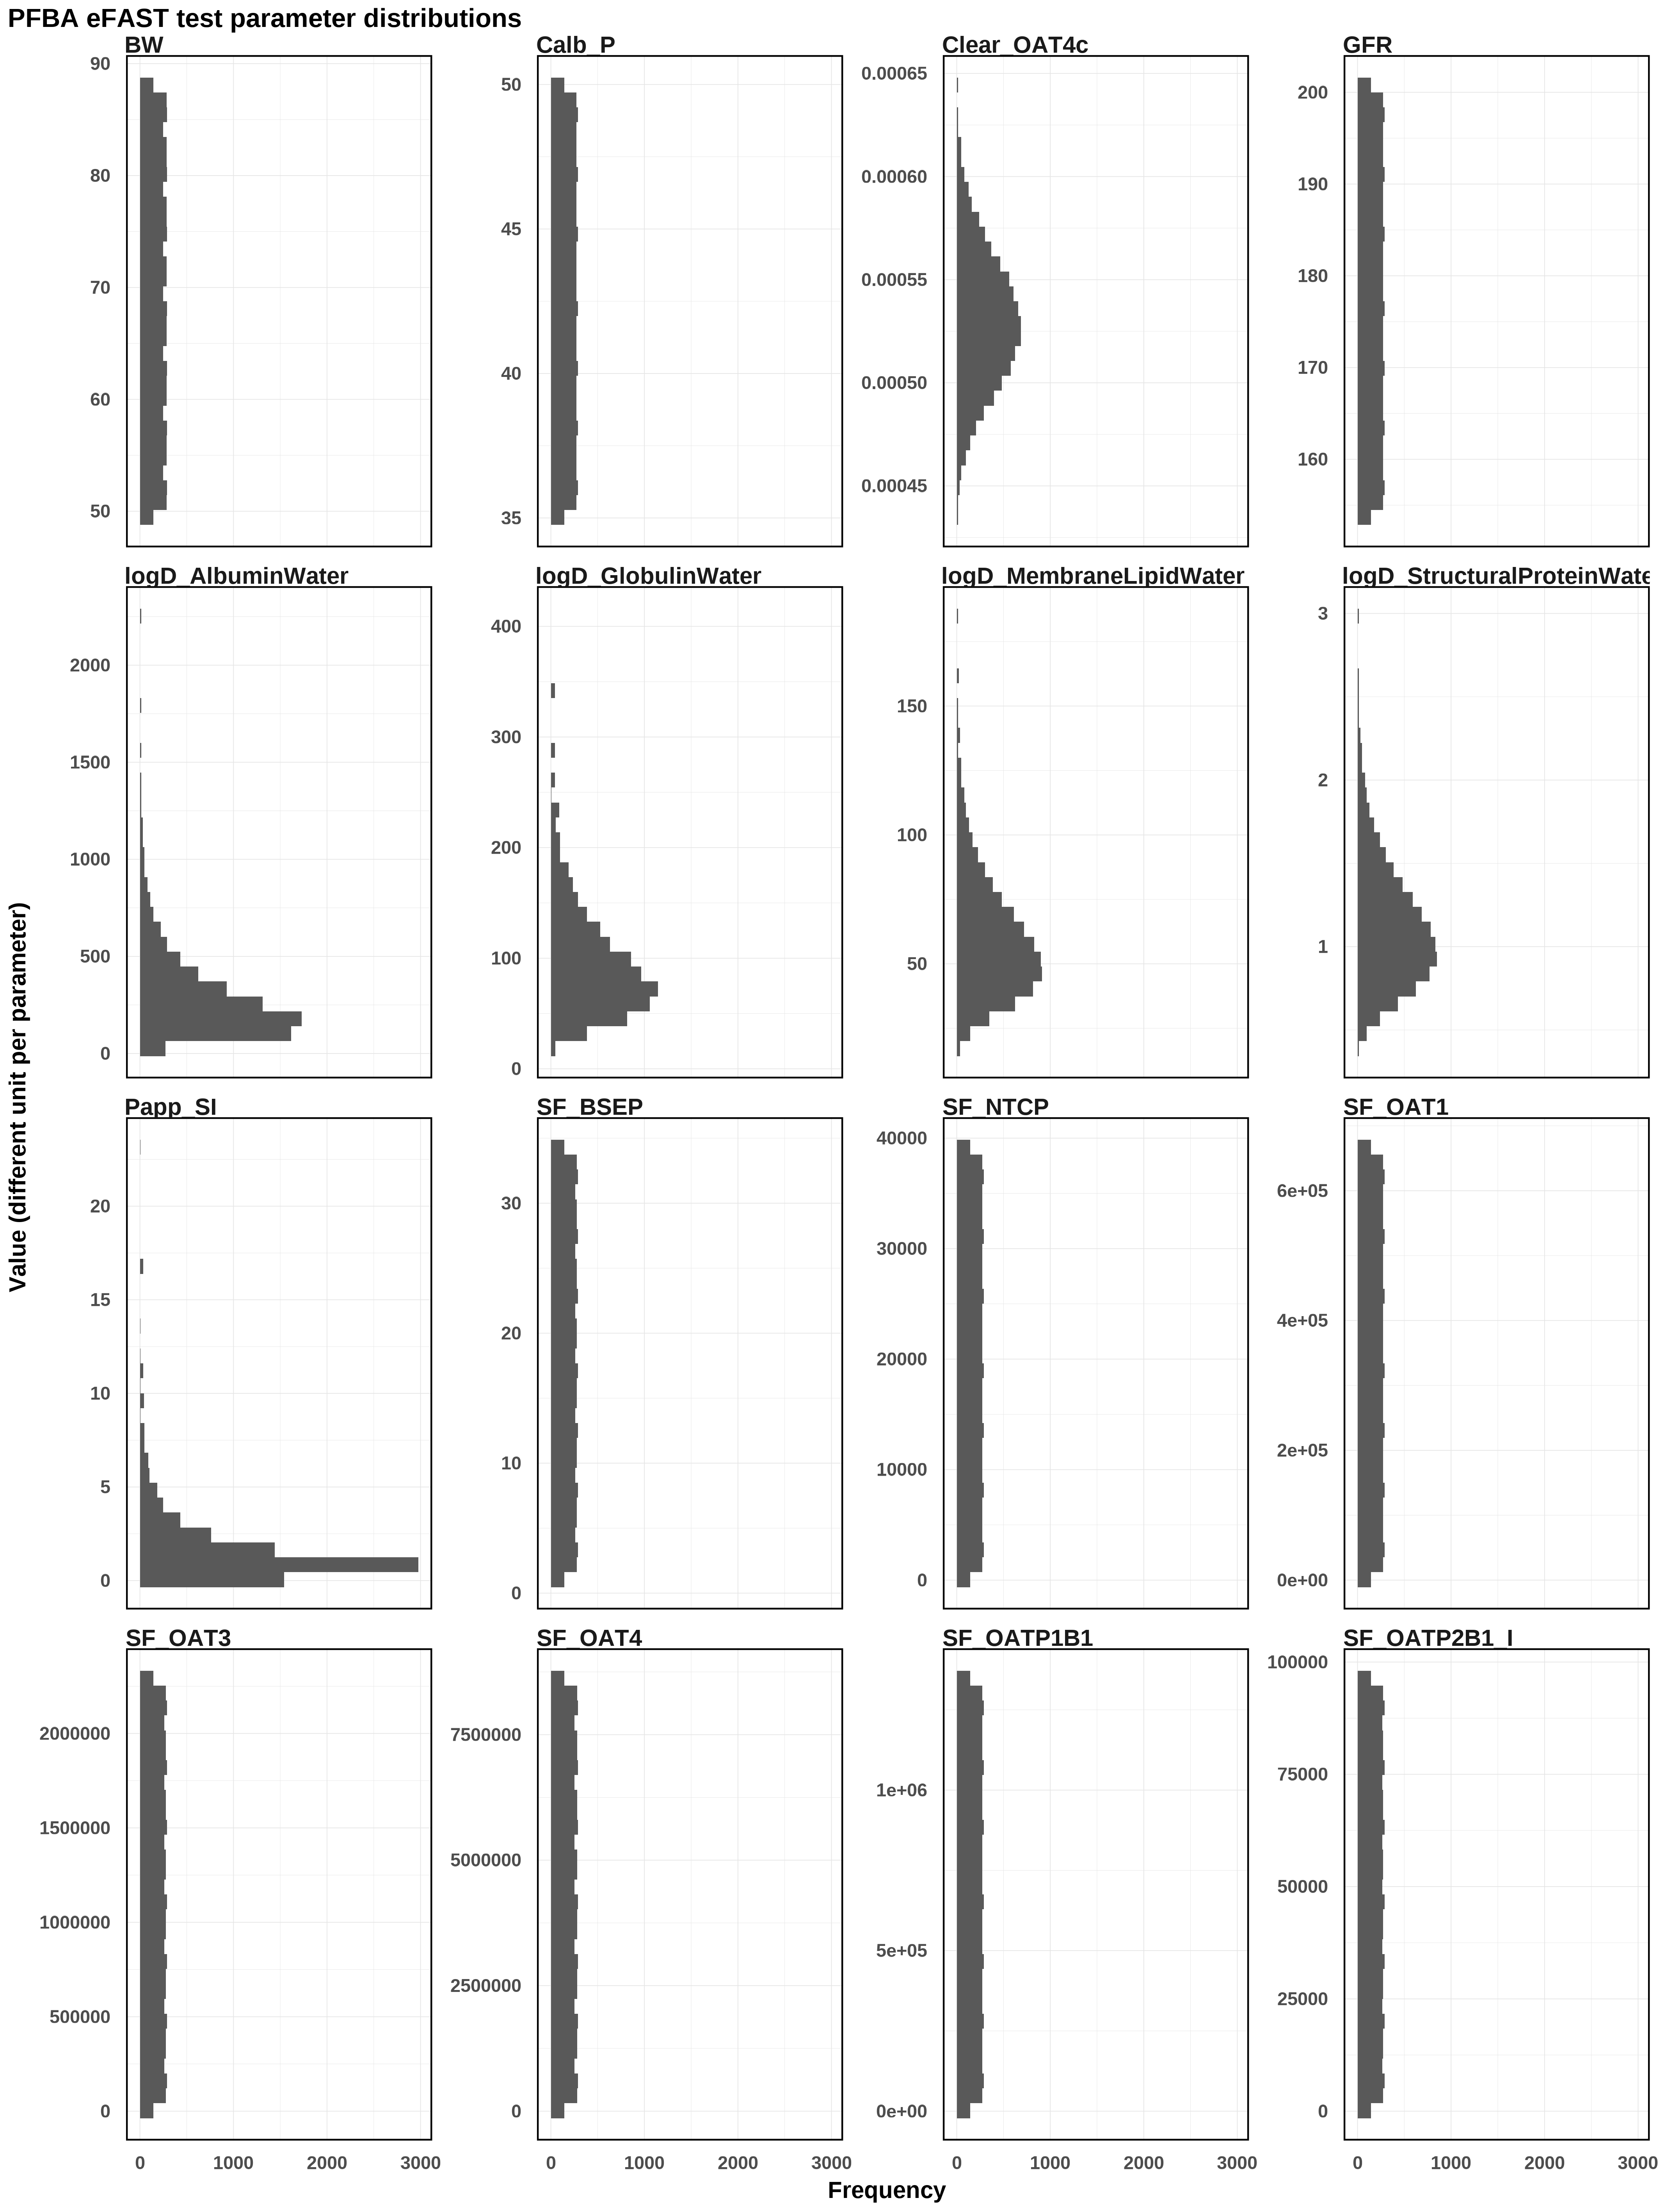 PFBA eFAST test parameter distributions
BW
Calb_P
Clear_OAT4c
GFR
90
80
70
60
50
50
45
40
35
0.00065
0.00060
0.00055
0.00050
0.00045
200
190
180
170
160
logD_AlbuminWater
logD_GlobulinWater
logD_MembraneLipidWater
logD_StructuralProteinWate
2000
1500
1000
500
0
400
300
200
100
0
150
100
50
3
2
1
Papp_SI
SF_BSEP
SF_NTCP
SF_OAT1
20
15
10
5
0
30
20
10
0
40000
30000
20000
10000
0
6e+05
4e+05
2e+05
0e+00
SF_OAT3
SF_OAT4
SF_OATP1B1
SF_OATP2B1_I
2000000
1500000
1000000
500000
0
7500000
5000000
2500000
0
1e+06
5e+05
0e+00
100000
75000
50000
25000
0
0 1000 2000 3000
0 1000 2000 3000
0 1000 2000 3000
0 1000 2000 3000
Frequency
Value (different unit per parameter)